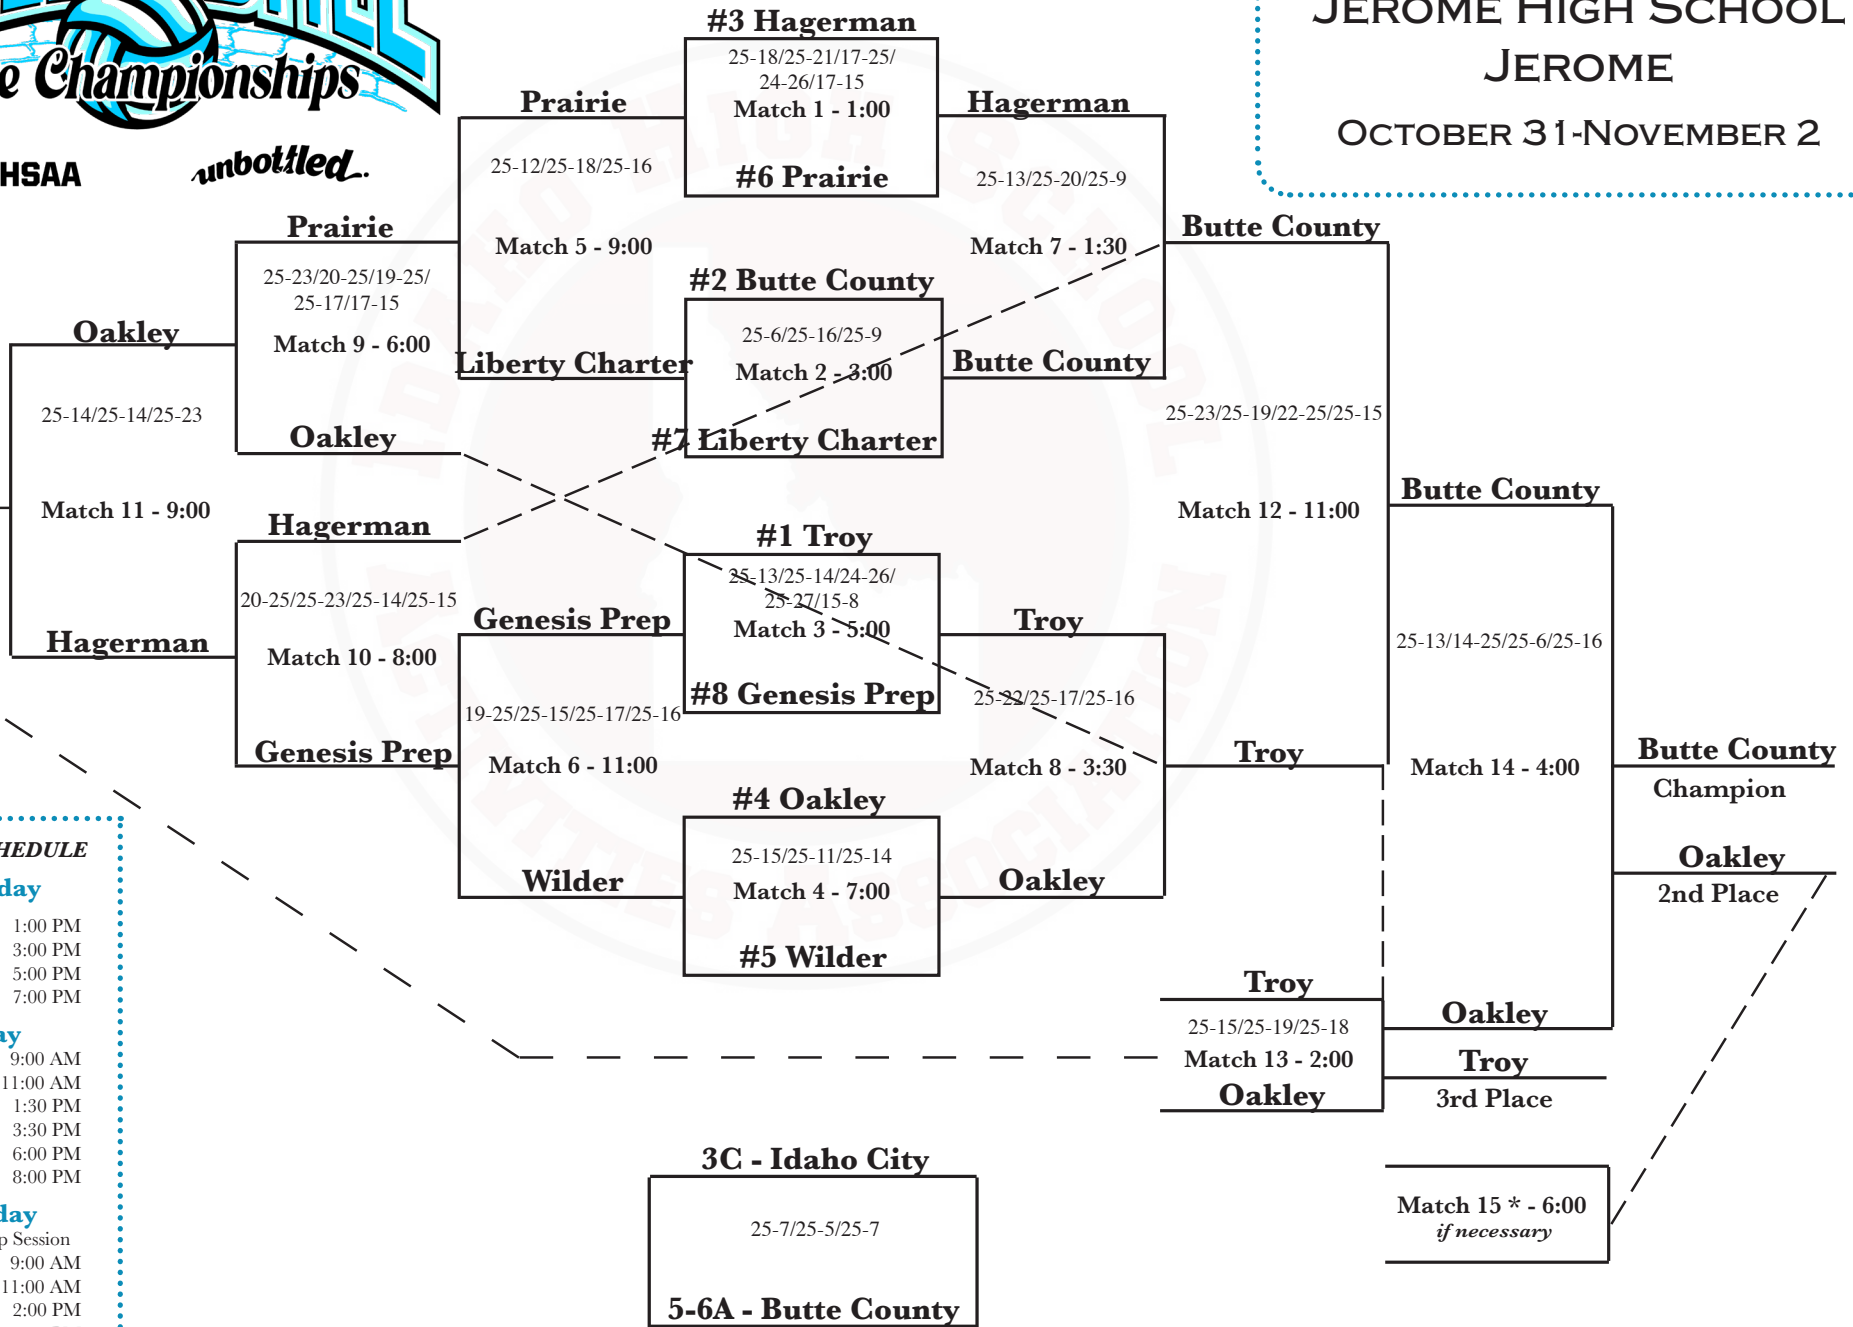 Championships
HSAA
unbottled.
JEROME HIGH SCHOOL
JEROME
OCTOBER 31-NOVEMBER 2
#3 Hagerman
25-18/25-21/17-25/
24-26/17-15
Match 1 - 1:00
#6 Prairie
Prairie
25-12/25-18/25-16
Match 5 - 9:00
Liberty Charter
Hagerman
25-13/25-20/25-9
Match 7 - 1:30
Butte County
#2 Butte County
25-6/25-16/25-9
Match 2 - 3:00
#7 Liberty Charter
Prairie
25-23/20-25/19-25/
25-17/17-15
Match 9 - 6:00
Oakley
Oakley
25-14/25-14/25-23
Match 11 - 9:00
Hagerman
Hagerman
20-25/25-23/25-14/25-15
Match 10 - 8:00
Genesis Prep
Genesis Prep
19-25/25-15/25-17/25-16
Match 6 - 11:00
Wilder
#1 Troy
25-13/25-14/24-26/
25-27/15-8
Match 3 - 5:00
#8 Genesis Prep
#4 Oakley
25-15/25-11/25-14
Match 4 - 7:00
#5 Wilder
Troy
25-22/25-17/25-16
Match 8 - 3:30
Oakley
Butte County
25-23/25-19/22-25/25-15
Match 12 - 11:00
Troy
Butte County
25-13/14-25/25-6/25-16
Match 14 - 4:00
Oakley
Butte County
Champion
Oakley
2nd Place
Troy
25-15/25-19/25-18
Match 13 - 2:00
Oakley
Troy
3rd Place
Match 15 * - 6:00
if necessary
3C - Idaho City
25-7/25-5/25-7
5-6A - Butte County
HEDULE
day
1:00 PM
3:00 PM
5:00 PM
7:00 PM
ay
9:00 AM
11:00 AM
1:30 PM
3:30 PM
6:00 PM
8:00 PM
day
p Session
9:00 AM
11:00 AM
2:00 PM
IDAHO HIGH SCHOOL
ACTIVITIES ASSOCIATION